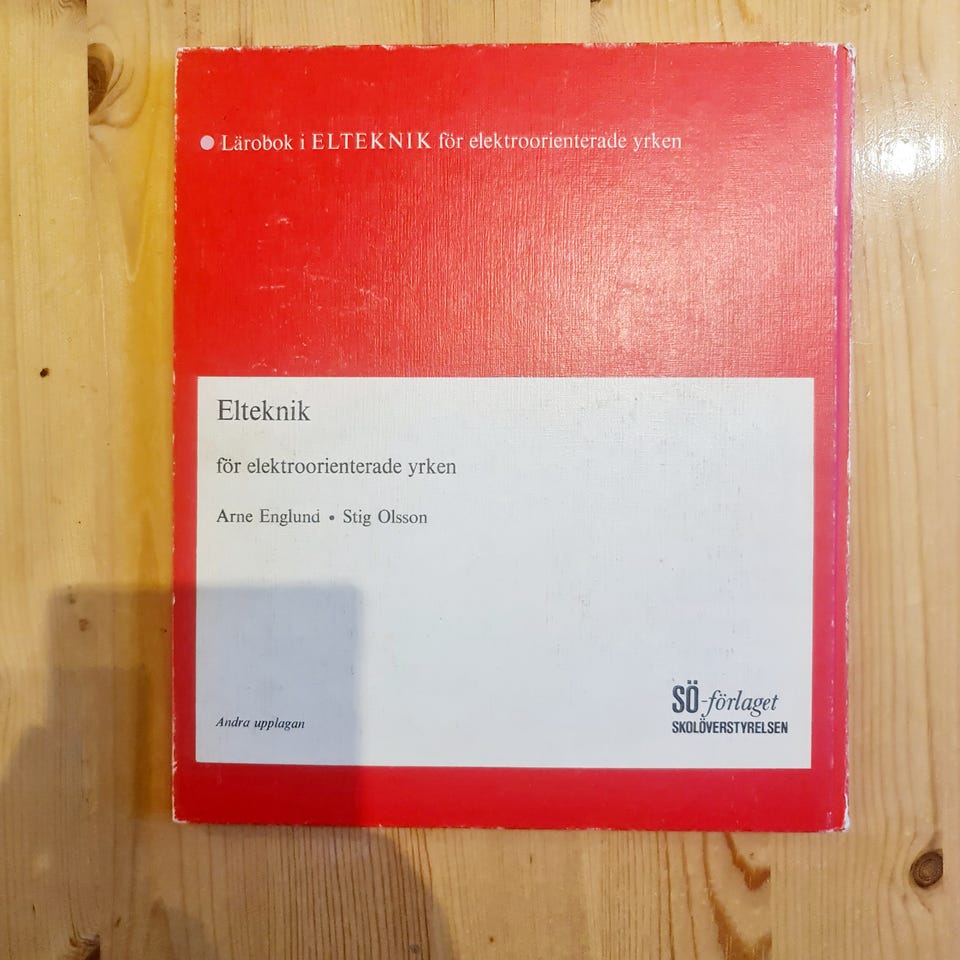 Lärobok i ELTEKNIK för elektroorienterade yrken
Elteknik
för elektroorienterade yrken
Arne Englund • Stig Olsson
Andra upplagan
SÖ-förlaget
SKOLÖVERSTYRELSEN